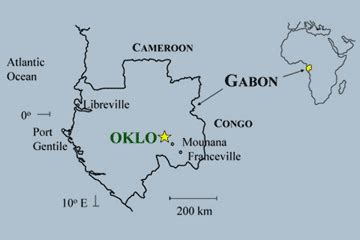 CAMEROON
Atlantic
Ocean
GABON
Libreville
0°
CONGO
Port
Gentile
OKLO
Mounana
Franceville
10° E
200 km